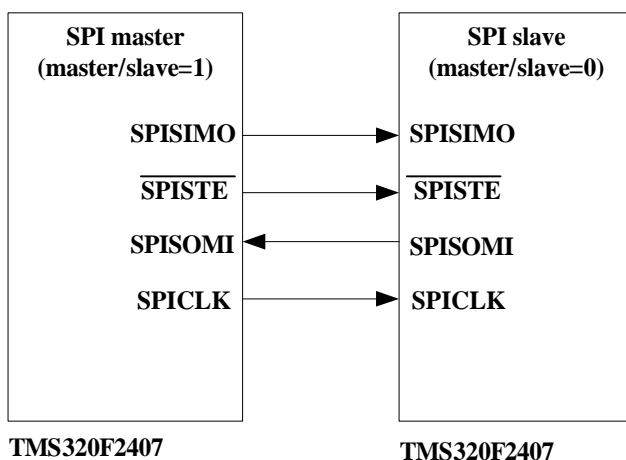 SPI master
(master/slave=1)
SPISIMO
SPISTE
SPISOMI
SPICLK
TMS320F2407
SPI slave
(master/slave=0)
SPISIMO
SPISTE
SPISOMI
SPICLK
TMS320F2407